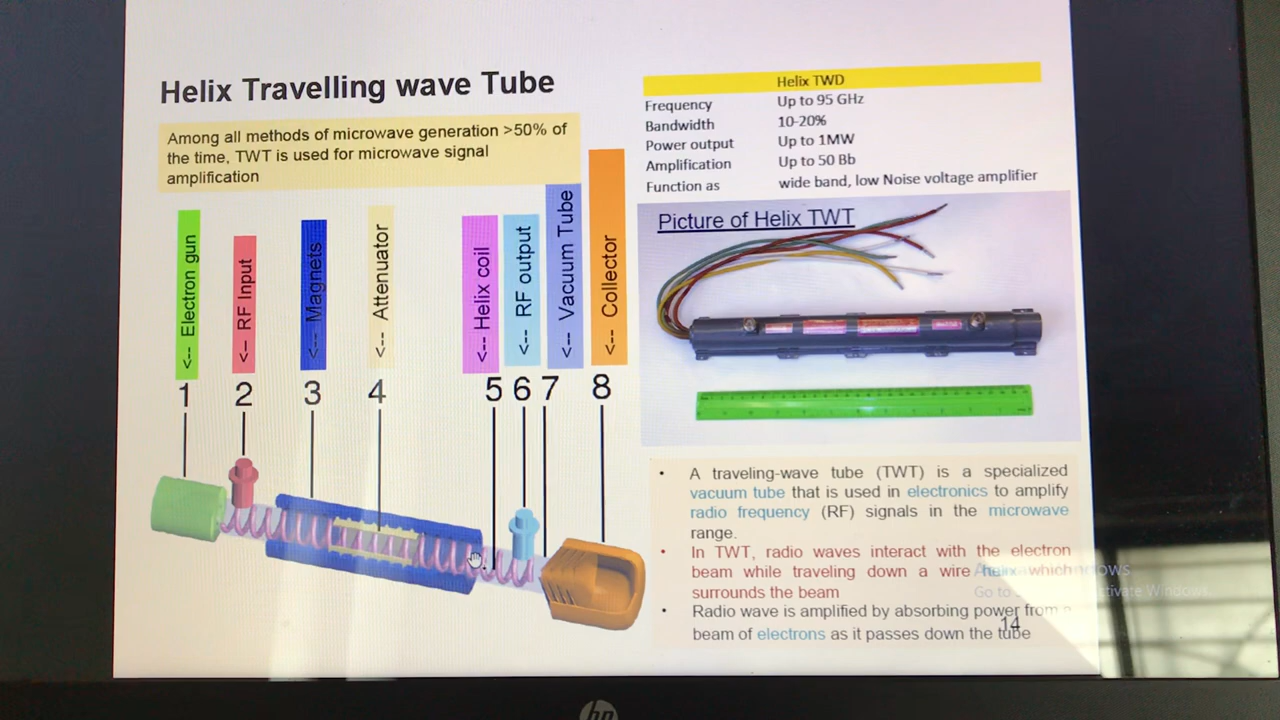 Helix Travelling wave Tube
Among all methods of microwave generation >50% of
the time, TWT is used for microwave signal
amplification
Helix TWD
Frequency Up to 95 GHz
Bandwidth 10-20%
Power output Up to 1MW
Amplification Up to 50 Bb
Function as wide band, low Noise voltage amplifier
<--- Electron gun
<--- RF Input
<--- Magnets
<--- Attenuator
<--- Helix coil
<--- RF output
<--- Vacuum Tube
<--- Collector
1 2 3 4 5 6 7 8
Picture of Helix TWT
• A traveling-wave tube (TWT) is a specialized
vacuum tube that is used in electronics to amplify
radio frequency (RF) signals in the microwave
range.
• In TWT, radio waves interact with the electron
beam while traveling down a wire helix which
surrounds the beam
• Radio wave is amplified by absorbing power from
beam of electrons as it passes down the tube
14
Go to
Windows.
hp